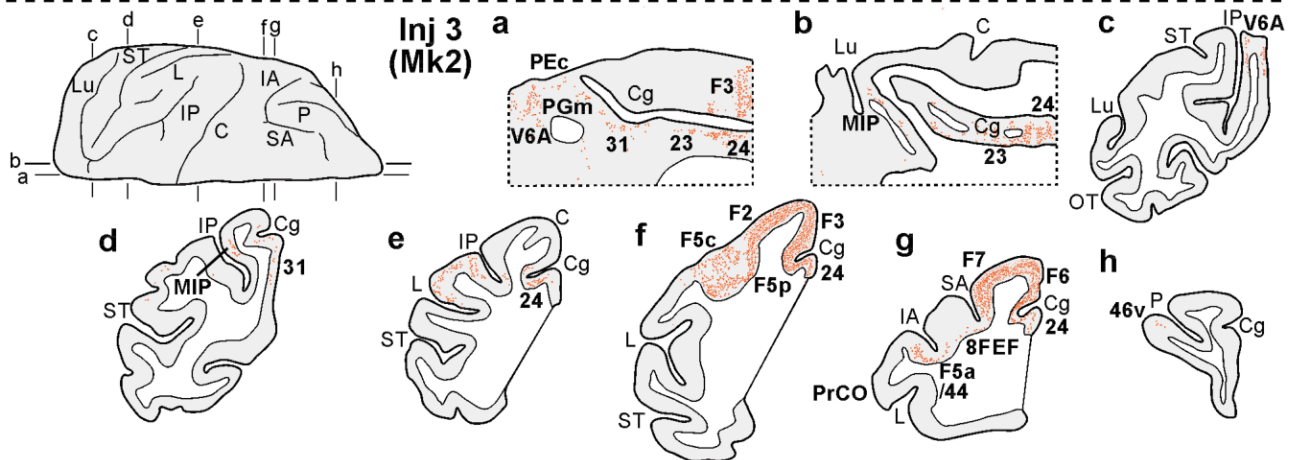 Inj 3
(Mk2)
c d e f g h
Lu ST L IP C IA P SA
b
a
a
PEc Cg F3
PGm
V6A 31 23 24
b
Lu C
MIP Cg 24
23
c
ST IP V6A
Lu
OT
d
IP Cg
MIP 31
ST
e
IP C
L Cg
24
ST
f
F2 F3
F5c Cg
F5p 24
L
ST
g
F7 F6
SA Cg
IA 24
8FEF
F5a
/44
PrCO
L
h
P
46v Cg